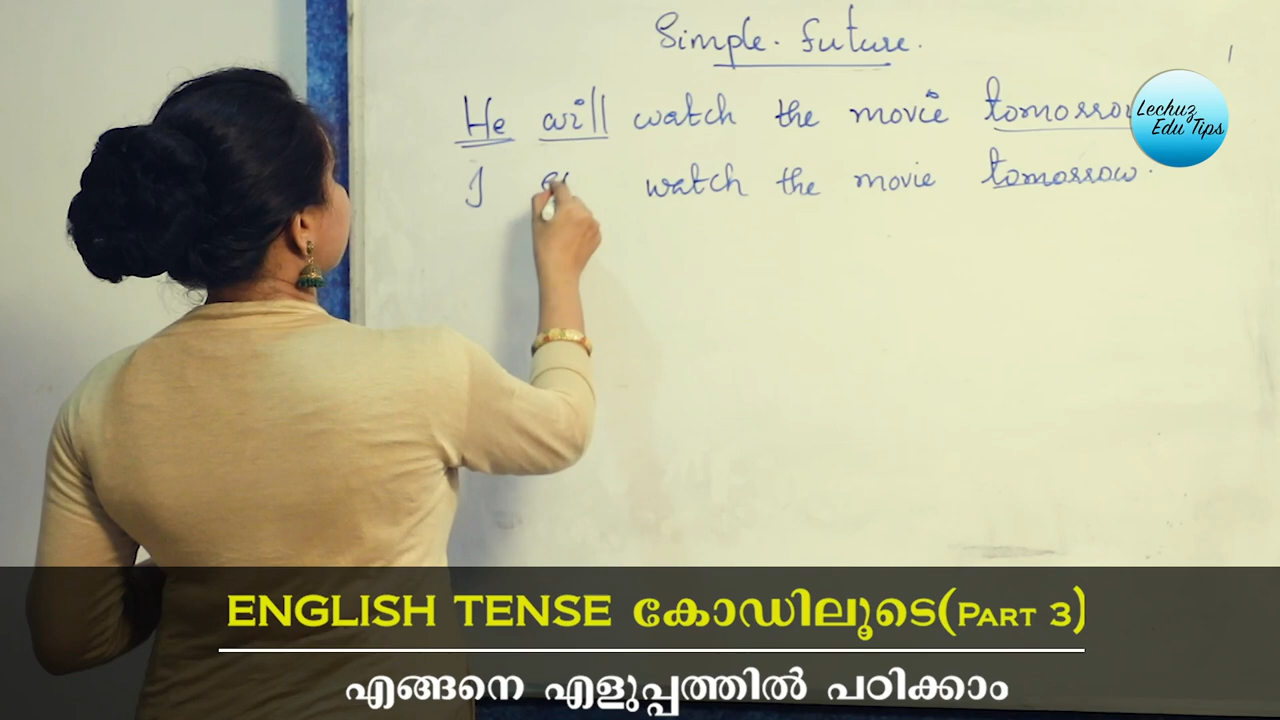 Simple. future.
He will watch the movie
I watch the movie tomorrow.
Lechuz
Edu Tips
ENGLISH TENSE കോഡിലൂടെ(PART 3)
എങ്ങനെ എളുപ്പത്തിൽ പഠിക്കാം